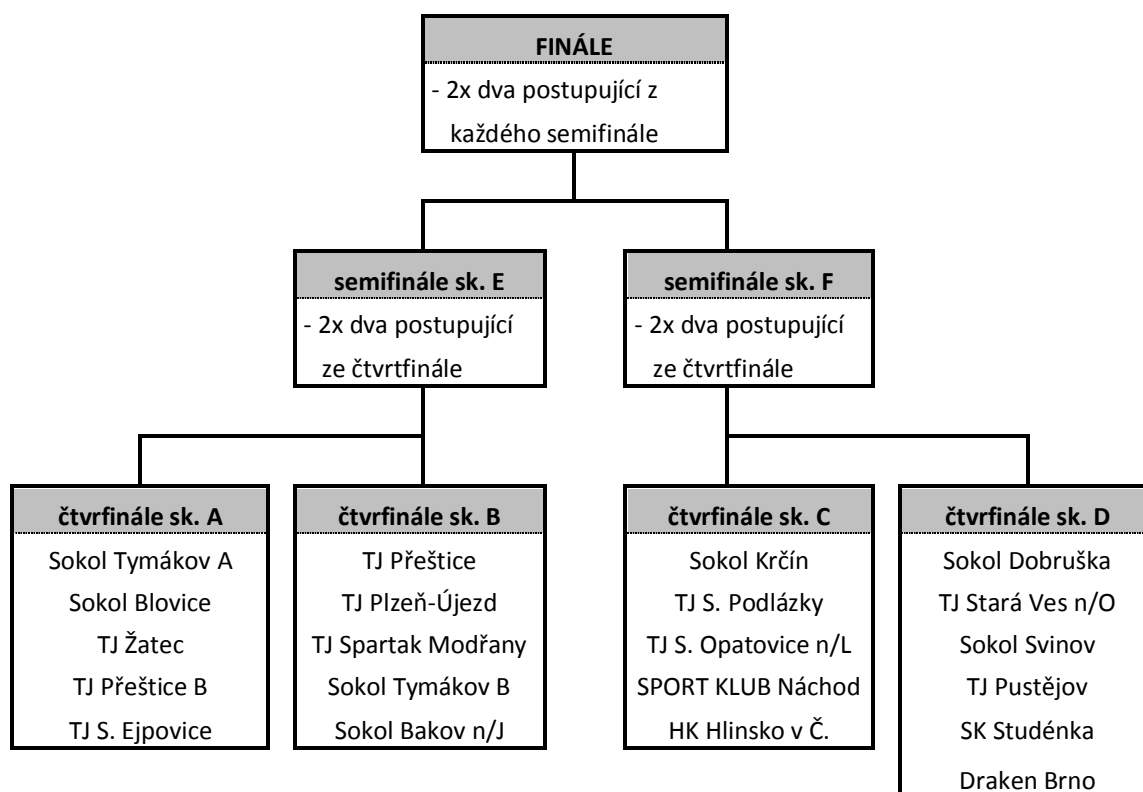 FINÁLE
- 2x dva postupující z
každého semifinále
semifinále sk. E
- 2x dva postupující
ze čtvrtfinále
semifinále sk. F
- 2x dva postupující
ze čtvrtfinále
čtvrfinále sk. A
Sokol Tymákov A
Sokol Blovice
TJ Žatec
TJ Přeštice B
TJ S. Ejpovice
čtvrfinále sk. B
TJ Přeštice
TJ Plzeň-Újezd
TJ Spartak Modřany
Sokol Tymákov B
Sokol Bakov n/J
čtvrfinále sk. C
Sokol Krčín
TJ S. Podlázky
TJ S. Opatovice n/L
SPORT KLUB Náchod
HK Hlinsko v Č.
čtvrfinále sk. D
Sokol Dobruška
TJ Stará Ves n/O
Sokol Svinov
TJ Pustějov
SK Studénka
Draken Brno